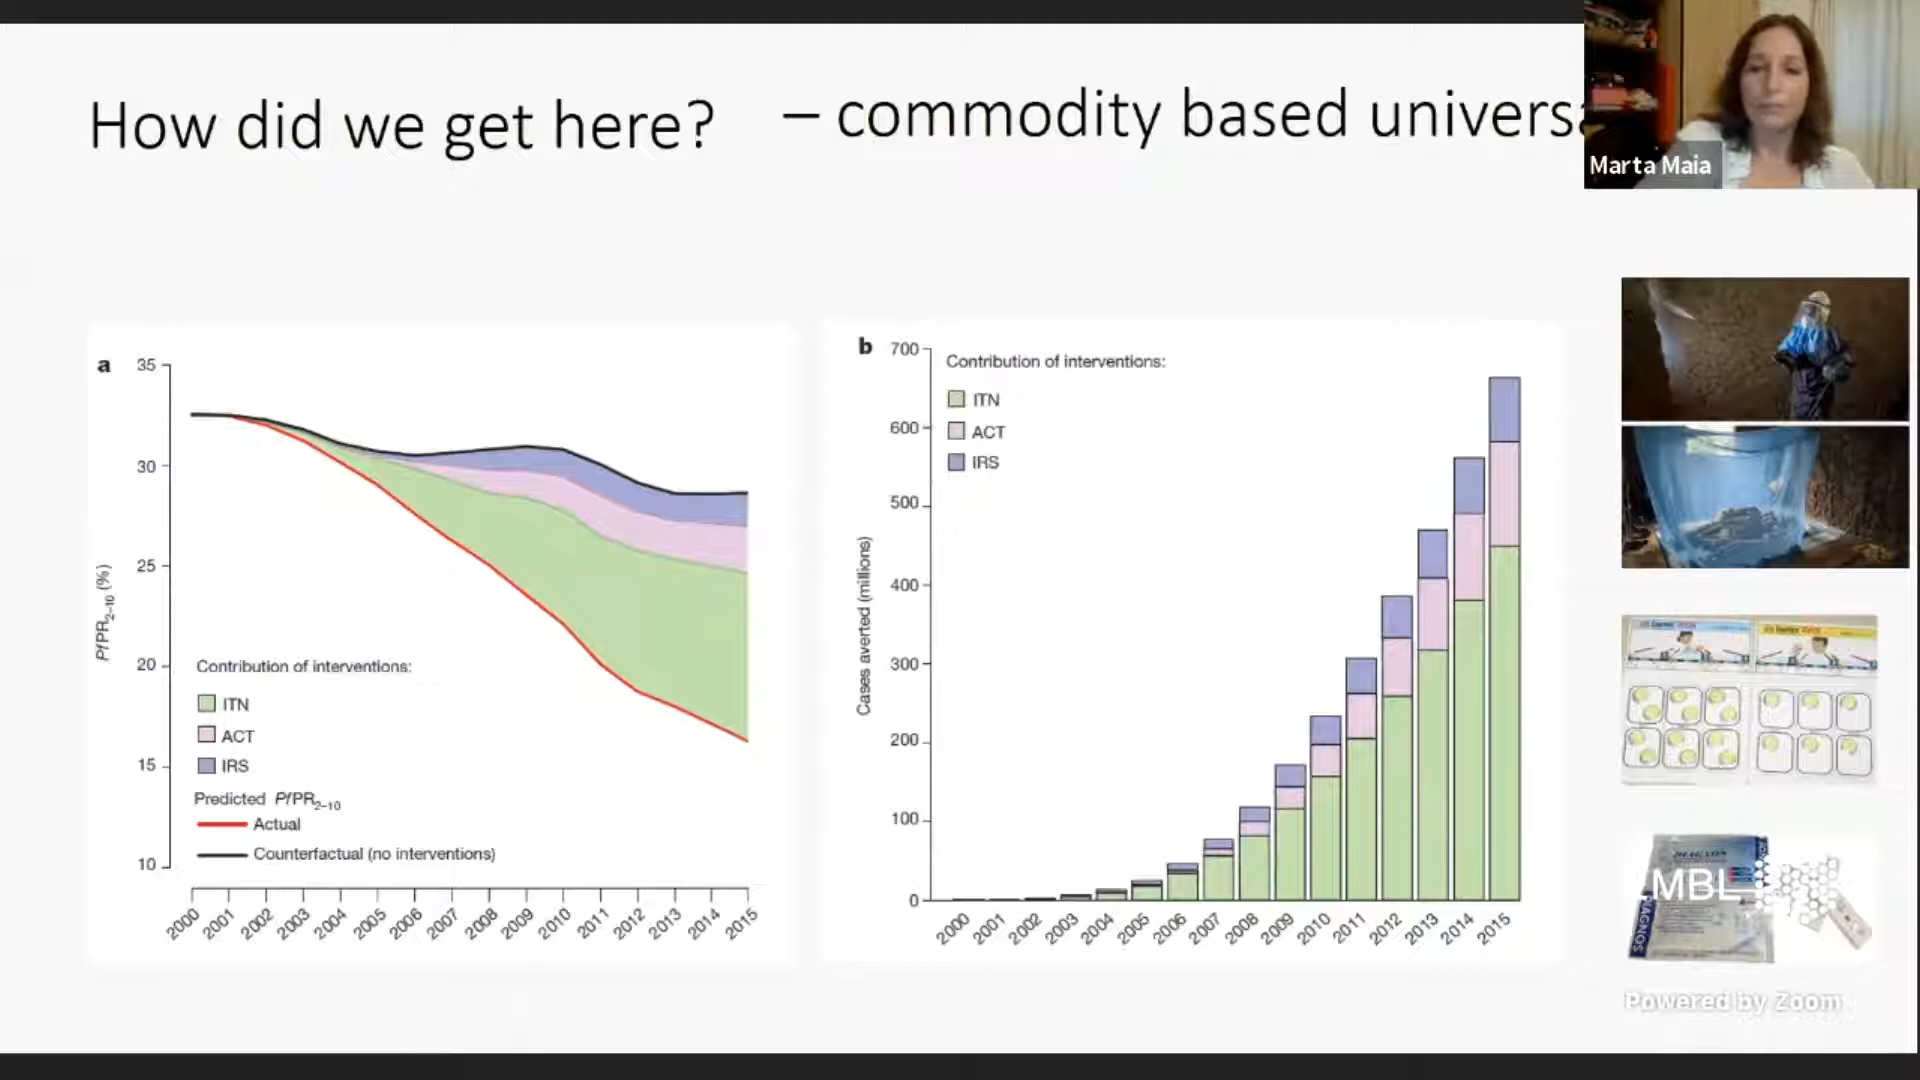 How did we get here?
– commodity based univers
Marta Maia
a
35
30
25
20
15
10
PfPR2–10 (%)
Contribution of interventions:
ITN
ACT
IRS
Predicted PfPR2–10
Actual
Counterfactual (no interventions)
2000 2001 2002 2003 2004 2005 2006 2007 2008 2009 2010 2011 2012 2013 2014 2015
b
700
600
500
400
300
200
100
0
Cases averted (millions)
Contribution of interventions:
ITN
ACT
IRS
2000 2001 2002 2003 2004 2005 2006 2007 2008 2009 2010 2011 2012 2013 2014 2015
MBL
Powered by Zoom